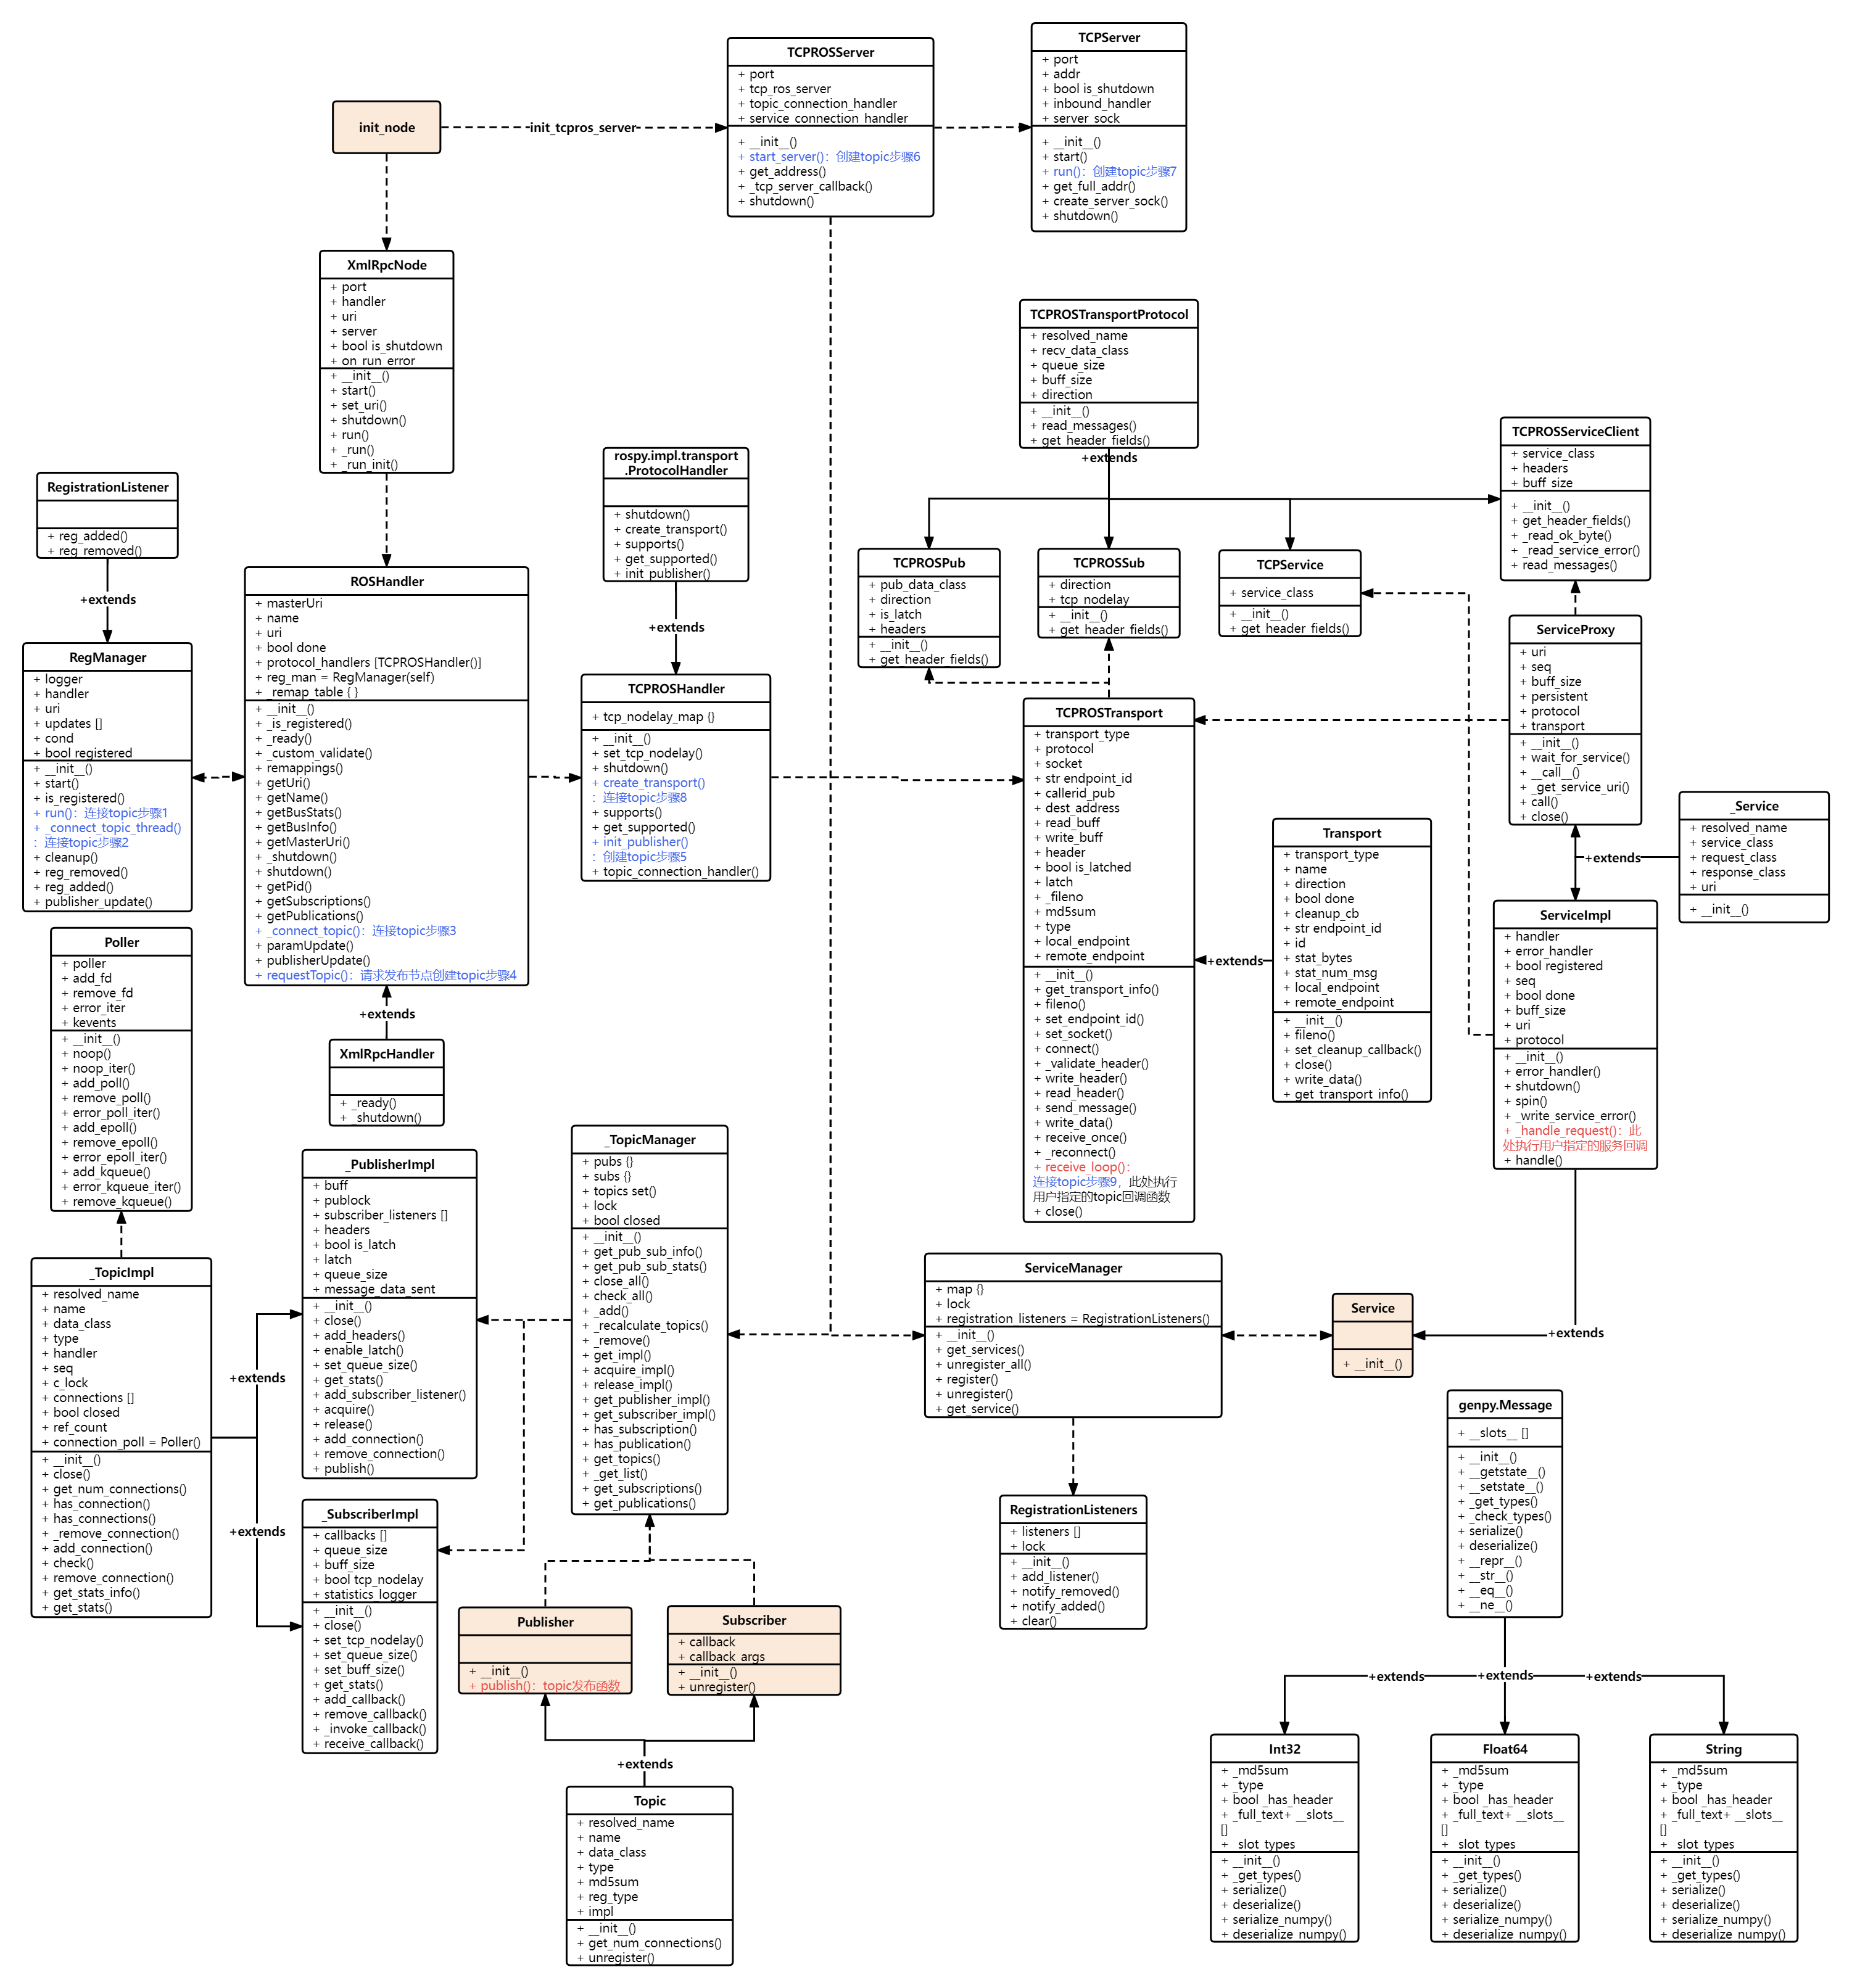 TCPROSServer
+ port
+ tcp_ros_server
+ topic_connection_handler
+ service_connection_handler
+ __init__()
+ start_server()：创建topic步骤6
+ get_address()
+ _tcp_server_callback()
+ shutdown()
TCPServer
+ port
+ addr
+ bool is_shutdown
+ inbound_handler
+ server_sock
+ __init__()
+ start()
+ run()：创建topic步骤7
+ get_full_addr()
+ create_server_sock()
+ shutdown()
init_node
init_tcpros_server
XmlRpcNode
+ port
+ handler
+ uri
+ server
+ bool is_shutdown
+ on_run_error
+ __init__()
+ start()
+ set_uri()
+ shutdown()
+ run()
+ _run()
+ _run_init()
TCPROSTransportProtocol
+ resolved_name
+ recv_data_class
+ queue_size
+ buff_size
+ direction
+ __init__()
+ read_messages()
+ get_header_fields()
+extends
TCPROSServiceClient
+ service_class
+ headers
+ buff_size
+ __init__()
+ get_header_fields()
+ _read_ok_byte()
+ _read_service_error()
+ read_messages()
rospy.impl.transport
.ProtocolHandler
+ shutdown()
+ create_transport()
+ supports()
+ get_supported()
+ init_publisher()
+extends
RegistrationListener
+ reg_added()
+ reg_removed()
+extends
RegManager
+ logger
+ handler
+ uri
+ updates []
+ cond
+ bool registered
+ __init__()
+ start()
+ is_registered()
+ run()：连接topic步骤1
+ _connect_topic_thread()
：连接topic步骤2
+ cleanup()
+ reg_removed()
+ reg_added()
+ publisher_update()
ROSHandler
+ masterUri
+ name
+ uri
+ bool done
+ protocol_handlers [TCPROSHandler()]
+ reg_man = RegManager(self)
+ _remap_table { }
+ __init__()
+ _is_registered()
+ _ready()
+ _custom_validate()
+ remappings()
+ getUri()
+ getName()
+ getBusStats()
+ getBusInfo()
+ getMasterUri()
+ _shutdown()
+ shutdown()
+ getPid()
+ getSubscriptions()
+ getPublications()
+ _connect_topic()：连接topic步骤3
+ paramUpdate()
+ publisherUpdate()
+ requestTopic()：请求发布节点创建topic步骤4
+extends
XmlRpcHandler
+ _ready()
+ _shutdown()
TCPROSHandler
+ tcp_nodelay_map {}
+ __init__()
+ set_tcp_nodelay()
+ shutdown()
+ create_transport()
：连接topic步骤8
+ supports()
+ get_supported()
+ init_publisher()
：创建topic步骤5
+ topic_connection_handler()
TCPROSPub
+ pub_data_class
+ direction
+ is_latch
+ headers
+ __init__()
+ get_header_fields()
TCPROSSub
+ direction
+ tcp_nodelay
+ __init__()
+ get_header_fields()
TCPService
+ service_class
+ __init__()
+ get_header_fields()
ServiceProxy
+ uri
+ seq
+ buff_size
+ persistent
+ protocol
+ transport
+ __init__()
+ wait_for_service()
+ __call__()
+ _get_service_uri()
+ call()
+ close()
+extends
_Service
+ resolved_name
+ service_class
+ request_class
+ response_class
+ uri
+ __init__()
TCPROSTransport
+ transport_type
+ protocol
+ socket
+ str endpoint_id
+ callerid_pub
+ dest_address
+ read_buff
+ write_buff
+ header
+ bool is_latched
+ latch
+ _fileno
+ md5sum
+ type
+ local_endpoint
+ remote_endpoint
+ __init__()
+ get_transport_info()
+ fileno()
+ set_endpoint_id()
+ set_socket()
+ connect()
+ _validate_header()
+ write_header()
+ read_header()
+ send_message()
+ write_data()
+ receive_once()
+ _reconnect()
+ receive_loop()：
连接topic步骤9，此处执行
用户指定的topic回调函数
+ close()
+extends
Transport
+ transport_type
+ name
+ direction
+ bool done
+ cleanup_cb
+ str endpoint_id
+ id
+ stat_bytes
+ stat_num_msg
+ local_endpoint
+ remote_endpoint
+ __init__()
+ fileno()
+ set_cleanup_callback()
+ close()
+ write_data()
+ get_transport_info()
ServiceImpl
+ handler
+ error_handler
+ bool registered
+ seq
+ bool done
+ buff_size
+ uri
+ protocol
+ __init__()
+ error_handler()
+ shutdown()
+ spin()
+ _write_service_error()
+ _handle_request()：此
处执行用户指定的服务回调
+ handle()
+extends
Poller
+ poller
+ add_fd
+ remove_fd
+ error_iter
+ kevents
+ __init__()
+ noop()
+ noop_iter()
+ add_poll()
+ remove_poll()
+ error_poll_iter()
+ add_epoll()
+ remove_epoll()
+ error_epoll_iter()
+ add_kqueue()
+ error_kqueue_iter()
+ remove_kqueue()
_TopicImpl
+ resolved_name
+ name
+ data_class
+ type
+ handler
+ seq
+ c_lock
+ connections []
+ bool closed
+ ref_count
+ connection_poll = Poller()
+ __init__()
+ close()
+ get_num_connections()
+ has_connection()
+ has_connections()
+ _remove_connection()
+ add_connection()
+ check()
+ remove_connection()
+ get_stats_info()
+ get_stats()
+extends
+extends
_PublisherImpl
+ buff
+ publock
+ subscriber_listeners []
+ headers
+ bool is_latch
+ latch
+ queue_size
+ message_data_sent
+ __init__()
+ close()
+ add_headers()
+ enable_latch()
+ set_queue_size()
+ get_stats()
+ add_subscriber_listener()
+ acquire()
+ release()
+ add_connection()
+ remove_connection()
+ publish()
_SubscriberImpl
+ callbacks []
+ queue_size
+ buff_size
+ bool tcp_nodelay
+ statistics_logger
+ __init__()
+ close()
+ set_tcp_nodelay()
+ set_queue_size()
+ set_buff_size()
+ get_stats()
+ add_callback()
+ remove_callback()
+ _invoke_callback()
+ receive_callback()
_TopicManager
+ pubs {}
+ subs {}
+ topics set()
+ lock
+ bool closed
+ __init__()
+ get_pub_sub_info()
+ get_pub_sub_stats()
+ close_all()
+ check_all()
+ _add()
+ _recalculate_topics()
+ _remove()
+ get_impl()
+ acquire_impl()
+ release_impl()
+ get_publisher_impl()
+ get_subscriber_impl()
+ has_subscription()
+ has_publication()
+ get_topics()
+ _get_list()
+ get_subscriptions()
+ get_publications()
ServiceManager
+ map {}
+ lock
+ registration_listeners = RegistrationListeners()
+ __init__()
+ get_services()
+ unregister_all()
+ register()
+ unregister()
+ get_service()
Service
+ __init__()
RegistrationListeners
+ listeners []
+ lock
+ __init__()
+ add_listener()
+ notify_removed()
+ notify_added()
+ clear()
Publisher
+ __init__()
+ publish()：topic发布函数
Subscriber
+ callback
+ callback_args
+ __init__()
+ unregister()
+extends
Topic
+ resolved_name
+ name
+ data_class
+ type
+ md5sum
+ reg_type
+ impl
+ __init__()
+ get_num_connections()
+ unregister()
genpy.Message
+ __slots__ []
+ __init__()
+ __getstate__()
+ __setstate__()
+ _get_types()
+ _check_types()
+ serialize()
+ deserialize()
+ __repr__()
+ __str__()
+ __eq__()
+ __ne__()
+extends
+extends
+extends
Int32
+ _md5sum
+ _type
+ bool _has_header
+ _full_text+ __slots__
[]
+ _slot_types
+ __init__()
+ _get_types()
+ serialize()
+ deserialize()
+ serialize_numpy()
+ deserialize_numpy()
Float64
+ _md5sum
+ _type
+ bool _has_header
+ _full_text+ __slots__
[]
+ _slot_types
+ __init__()
+ _get_types()
+ serialize()
+ deserialize()
+ serialize_numpy()
+ deserialize_numpy()
String
+ _md5sum
+ _type
+ bool _has_header
+ _full_text+ __slots__
[]
+ _slot_types
+ __init__()
+ _get_types()
+ serialize()
+ deserialize()
+ serialize_numpy()
+ deserialize_numpy()